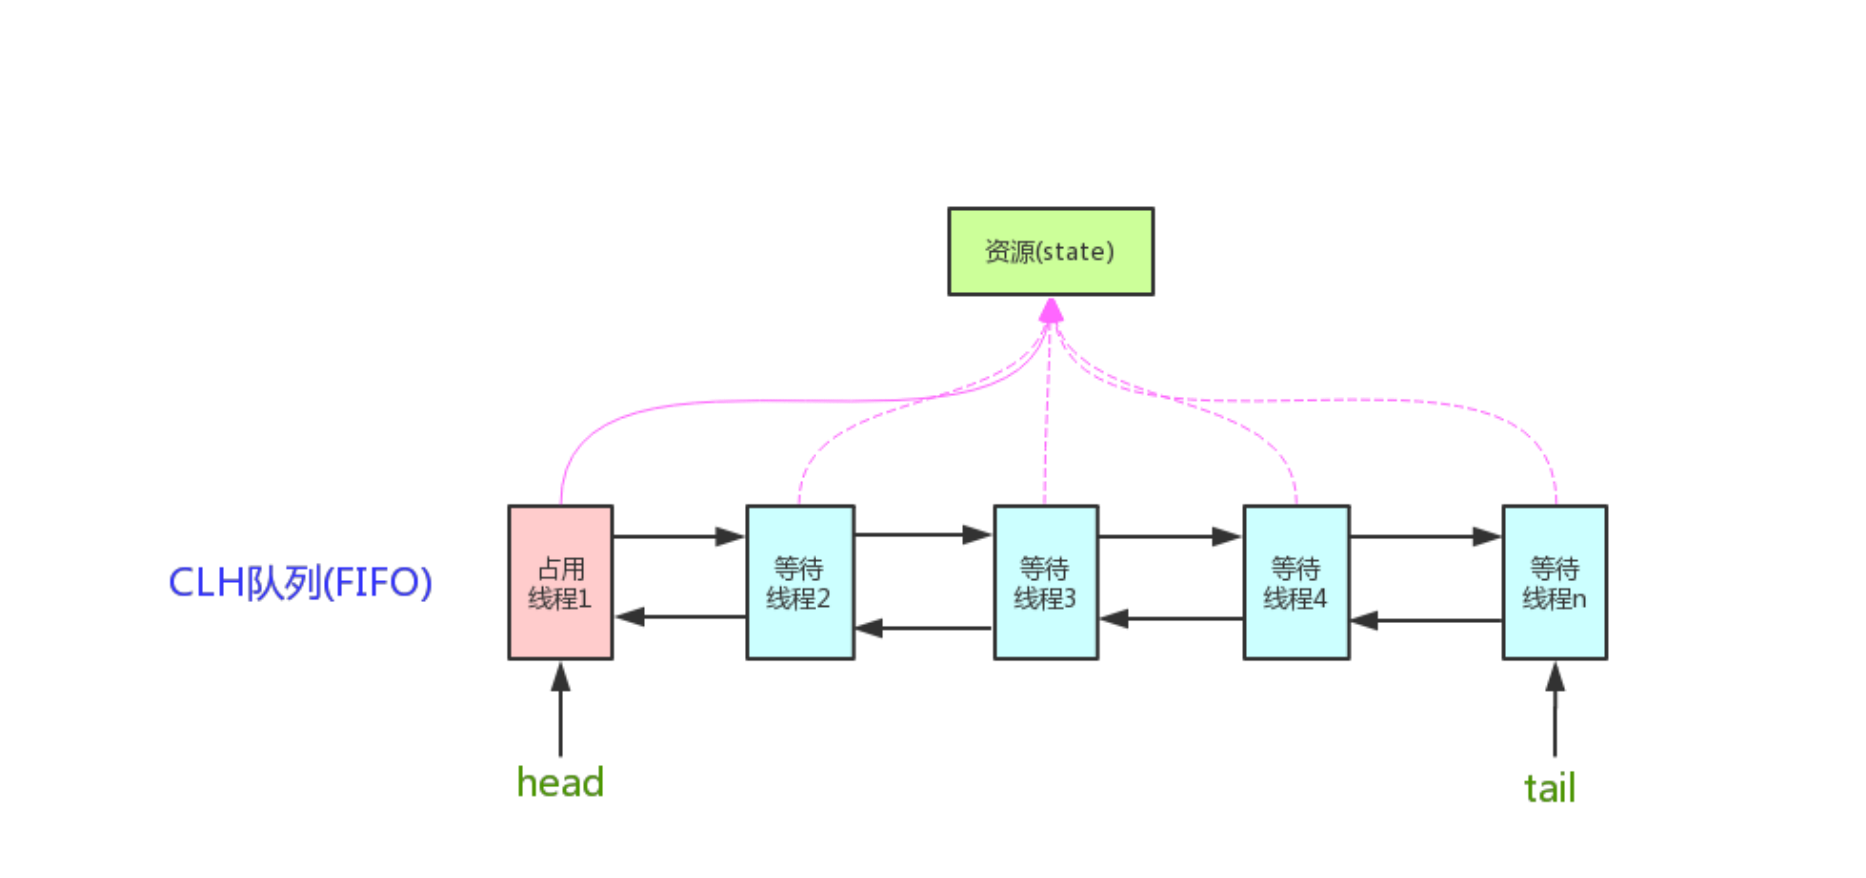 资源(state)
CLH队列(FIFO)
占用
线程1
等待
线程2
等待
线程3
等待
线程4
等待
线程n
head
tail